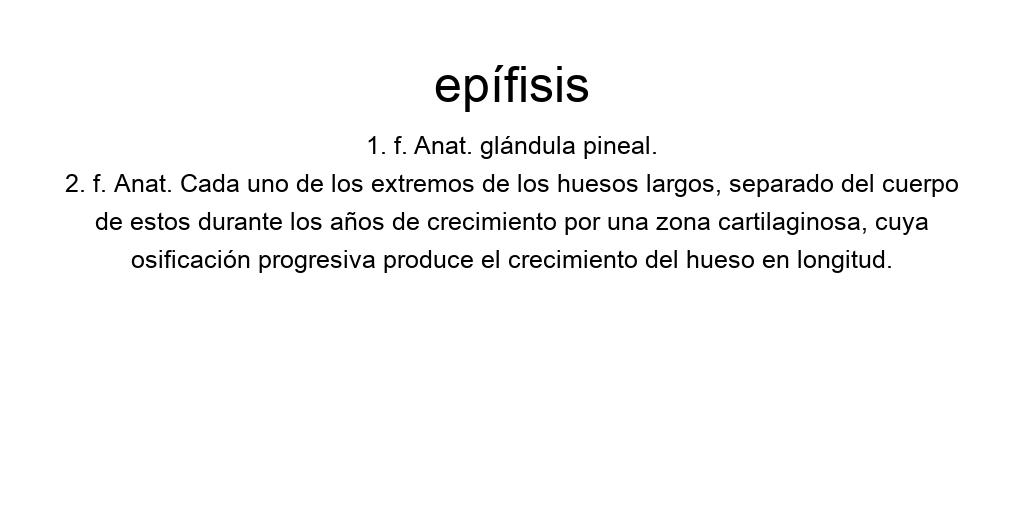 epífisis
1. f. Anat. glándula pineal.
2. f. Anat. Cada uno de los extremos de los huesos largos, separado del cuerpo
de estos durante los años de crecimiento por una zona cartilaginosa, cuya
osificación progresiva produce el crecimiento del hueso en longitud.